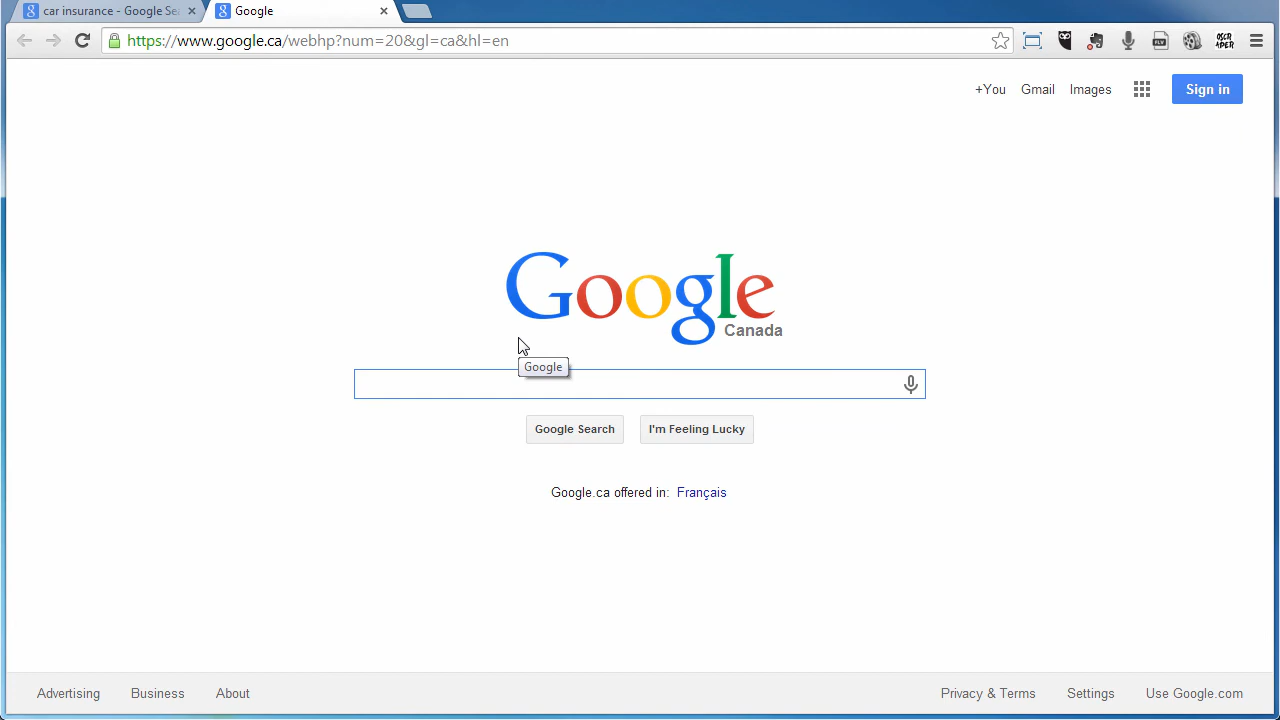 car insurance - Google Se
Google
https://www.google.ca/webhp?num=20&gl=ca&hl=en
+You Gmail Images Sign in
Google
Canada
Google
Google Search I'm Feeling Lucky
Google.ca offered in: Français
Advertising Business About Privacy & Terms Settings Use Google.com